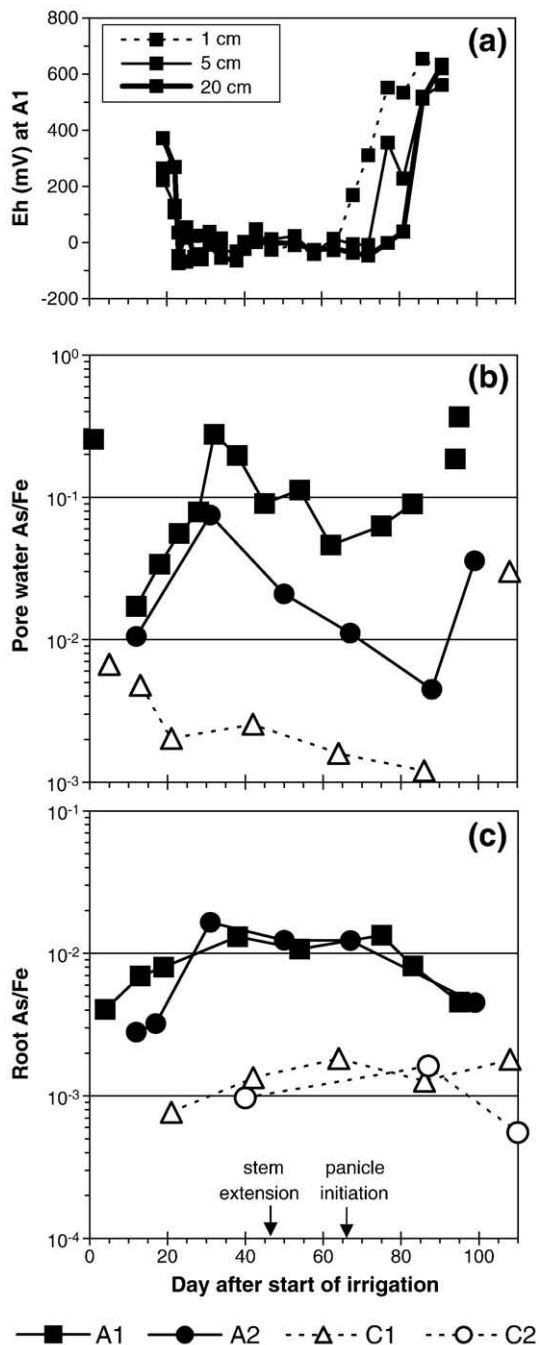 (a)
1 cm
5 cm
20 cm
Eh (mV) at A1
800
600
400
200
0
-200
(b)
Pore water As/Fe
10⁰
10⁻¹
10⁻²
10⁻³
(c)
Root As/Fe
10⁻¹
10⁻²
10⁻³
10⁻⁴
stem extension
panicle initiation
0 20 40 60 80 100
Day after start of irrigation
A1 A2 C1 C2